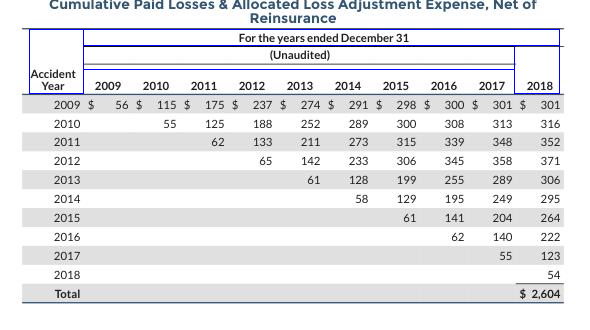 Cumulative Paid Losses & Allocated Loss Adjustment Expense, Net of
Reinsurance
For the years ended December 31
(Unaudited)
Accident
Year 2009 2010 2011 2012 2013 2014 2015 2016 2017 2018
2009 $ 56 $ 115 $ 175 $ 237 $ 274 $ 291 $ 298 $ 300 $ 301 $ 301
2010 55 125 188 252 289 300 308 313 316
2011 62 133 211 273 315 339 348 352
2012 65 142 233 306 345 358 371
2013 61 128 199 255 289 306
2014 58 129 195 249 295
2015 61 141 204 264
2016 62 140 222
2017 55 123
2018 54
Total $ 2,604